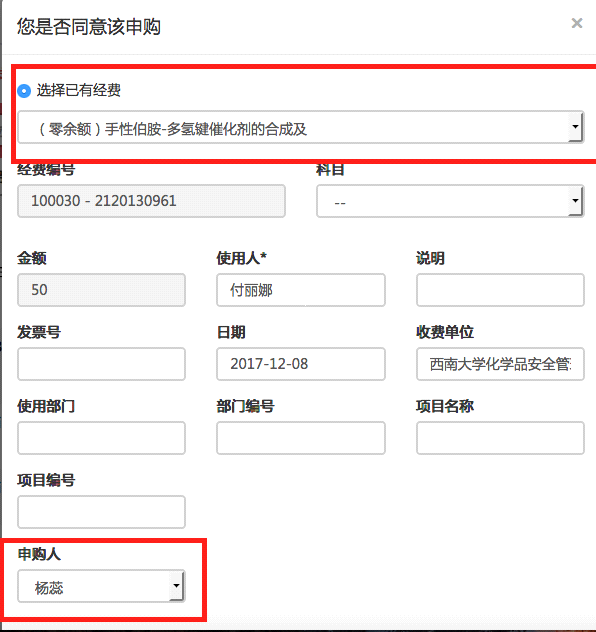 您是否同意该申购
×
选择已有经费
（零余额）手性伯胺-多氢键催化剂的合成及
经费编号 科目
100030 - 2120130961 --
金额 使用人* 说明
50 付丽娜
发票号 日期 收费单位
2017-12-08 西南大学化学品安全管
使用部门 部门编号 项目名称
项目编号
申购人
杨蕊